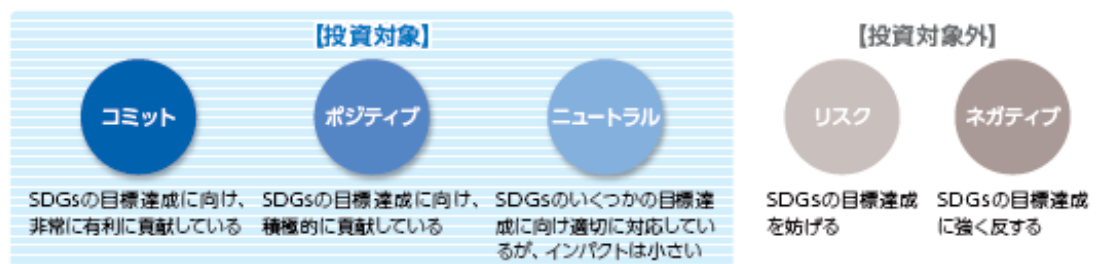 【投資対象】
【投資対象外】
コミット
ポジティブ
ニュートラル
リスク
ネガティブ
SDGsの目標達成に向け、
非常に有利に貢献している
SDGsの目標達成に向け、
積極的に貢献している
SDGsのいくつかの目標達
成に向け適切に対応してい
るが、インパクトは小さい
SDGsの目標達成
を妨げる
SDGsの目標達成
に強く反する